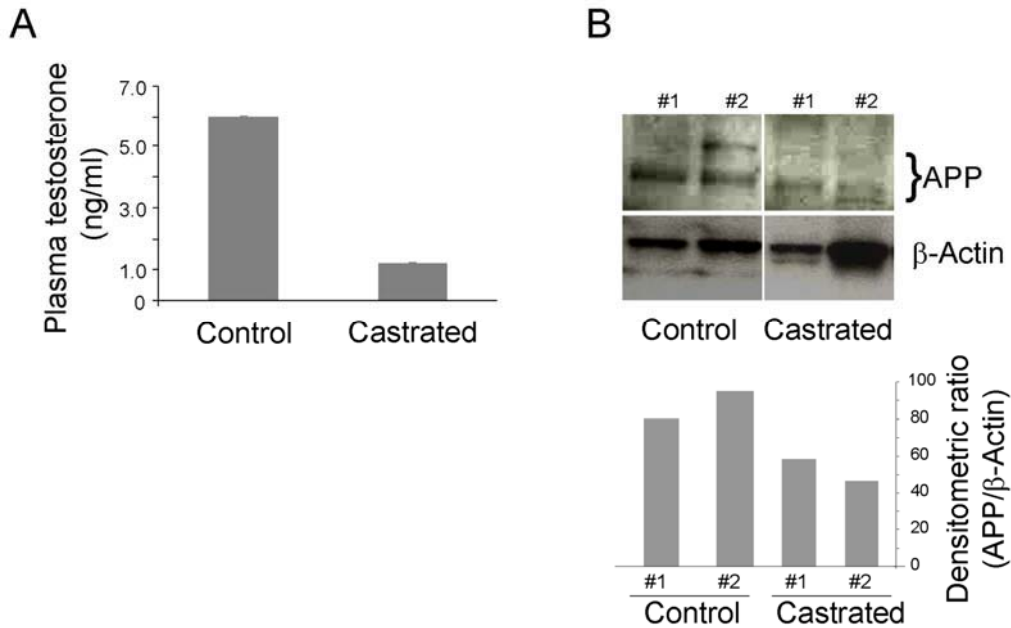 A
Plasma testosterone
(ng/ml)
7.0
5.0
3.0
1.0
0
Control Castrated
B
#1 #2 #1 #2
}APP
β-Actin
Control Castrated
100
80
60
40
20
0
Densitometric ratio
(APP/β-Actin)
#1 #2 #1 #2
Control Castrated